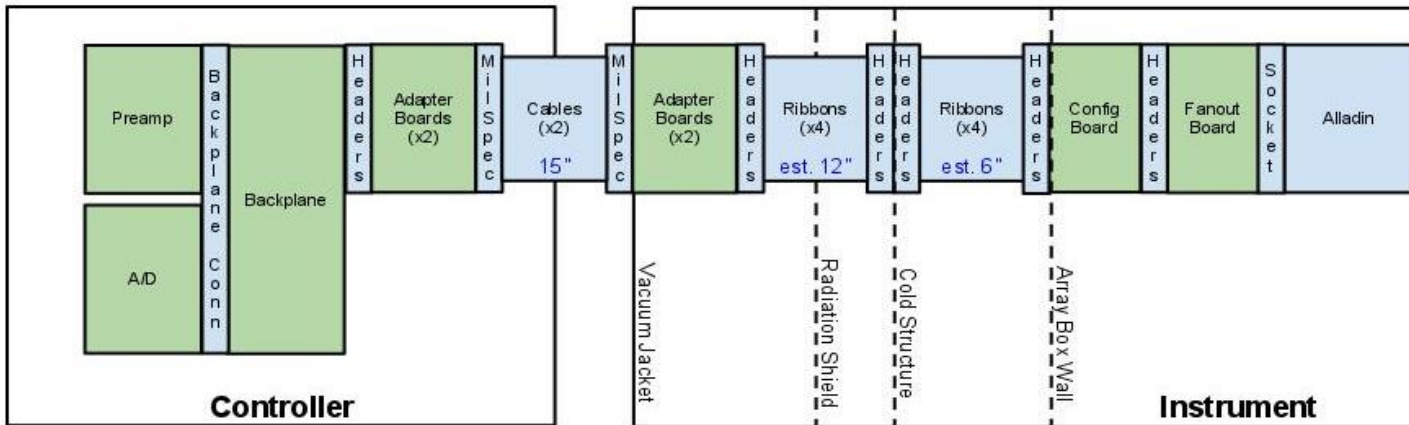 Preamp
A/D
Backplane Conn
Backplane
Headers
Adapter
Boards
(x2)
MilSpec
Cables
(x2)
15"
MilSpec
Adapter
Boards
(x2)
Headers
Ribbons
(x4)
est. 12"
Headers
Headers
Ribbons
(x4)
est. 6"
Headers
Config
Board
Headers
Fanout
Board
Socket
Alladin
Vacuum Jacket
Radiation Shield
Cold Structure
Array Box Wall
Controller
Instrument